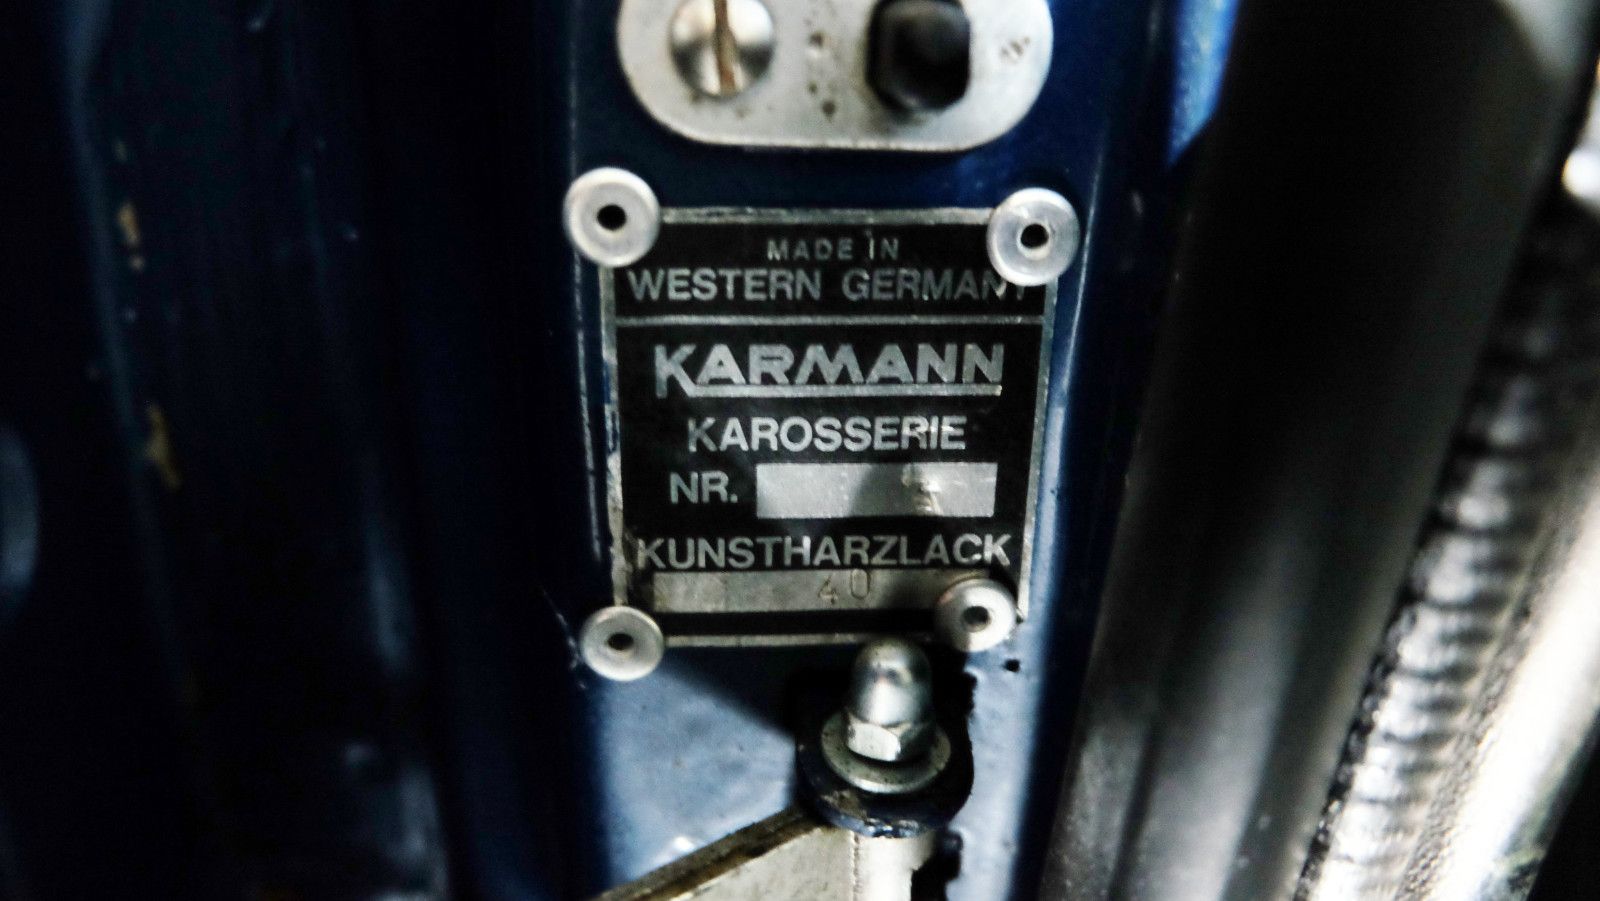 MADE IN
WESTERN GERMANY
KARMANN
KAROSSERIE
NR.
KUNSTHARZLACK
40